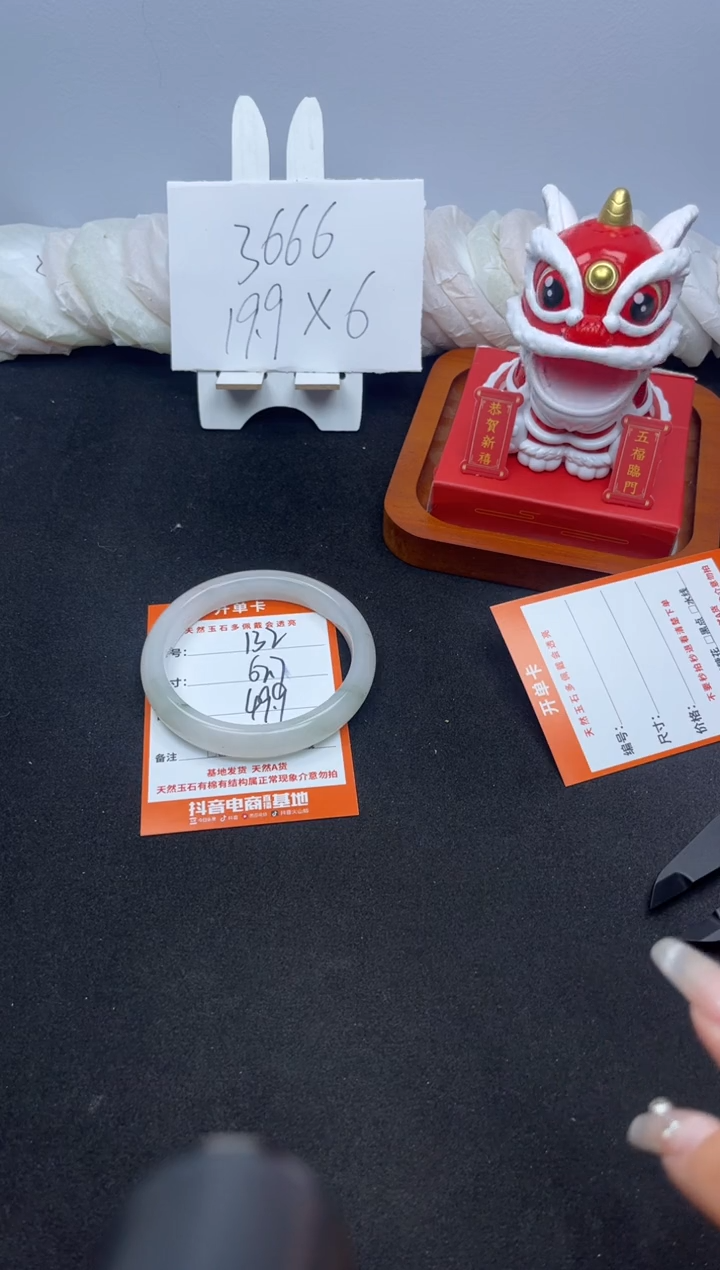 3666
19.9×6
恭賀新禧
五福臨門
开单卡
天然玉石多佩戴会透亮
号: 132
寸:
49.9
备注
基地发货 天然A货
天然玉石有棉有结构属正常现象介意勿拍
抖音电商直播基地
开单卡
天然玉石多佩戴会透亮
编号:
尺寸:
价格: